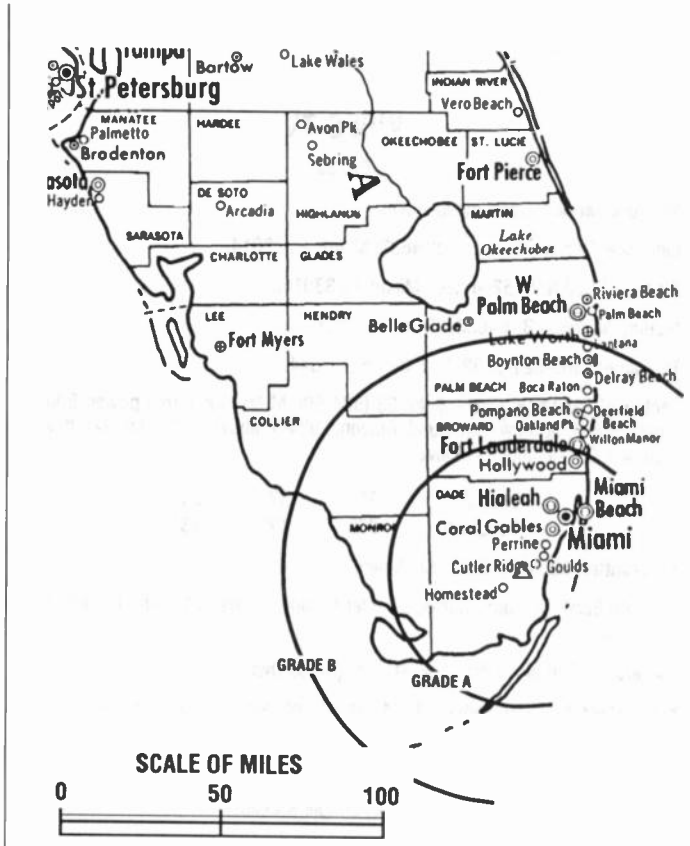 Tampa
Bartow
Lake Wales
St. Petersburg
INDIAN RIVER
Vero Beach
MANATEE
HARDEE
Avon Pk
Palmetto
Bradenton
Sebring
OKEECHOBEE
ST. LUCIE
Fort Pierce
A
asota
Hayden
DE SOTO
Arcadia
HIGHLANDS
MARTIN
SARASOTA
CHARLOTTE
GLADES
Lake
Okeechobee
W.
Palm Beach
Riviera Beach
Palm Beach
LEE
HENDRY
Belle Glade
Fort Myers
Lake Worth
Lantana
Boynton Beach
Delray Beach
PALM BEACH
Boca Raton
COLLIER
Pompano Beach
Deerfield
Beach
BROWARD
Oakland Pk
Wilton Manor
Fort Lauderdale
Hollywood
DADE
Hialeah
Miami
Beach
MONROE
Coral Gables
Miami
Perrine
Cutler Ridge
Goulds
Homestead
GRADE B
GRADE A
SCALE OF MILES
0 50 100